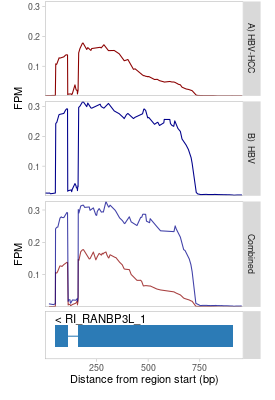 0.3
0.2
0.1
A) HBV-HCC
FPM
0.3
0.2
0.1
B) HBV
0.3
0.2
0.1
FPM
Combined
< RI_RANBP3L_1
250 500 750
Distance from region start (bp)